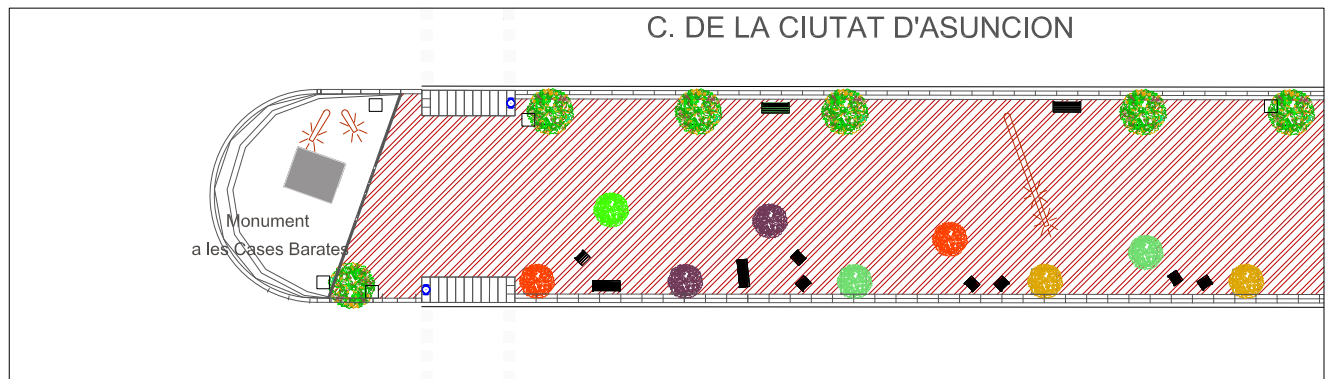 C. DE LA CIUTAT D'ASUNCION
Monument
a les Cases Barates